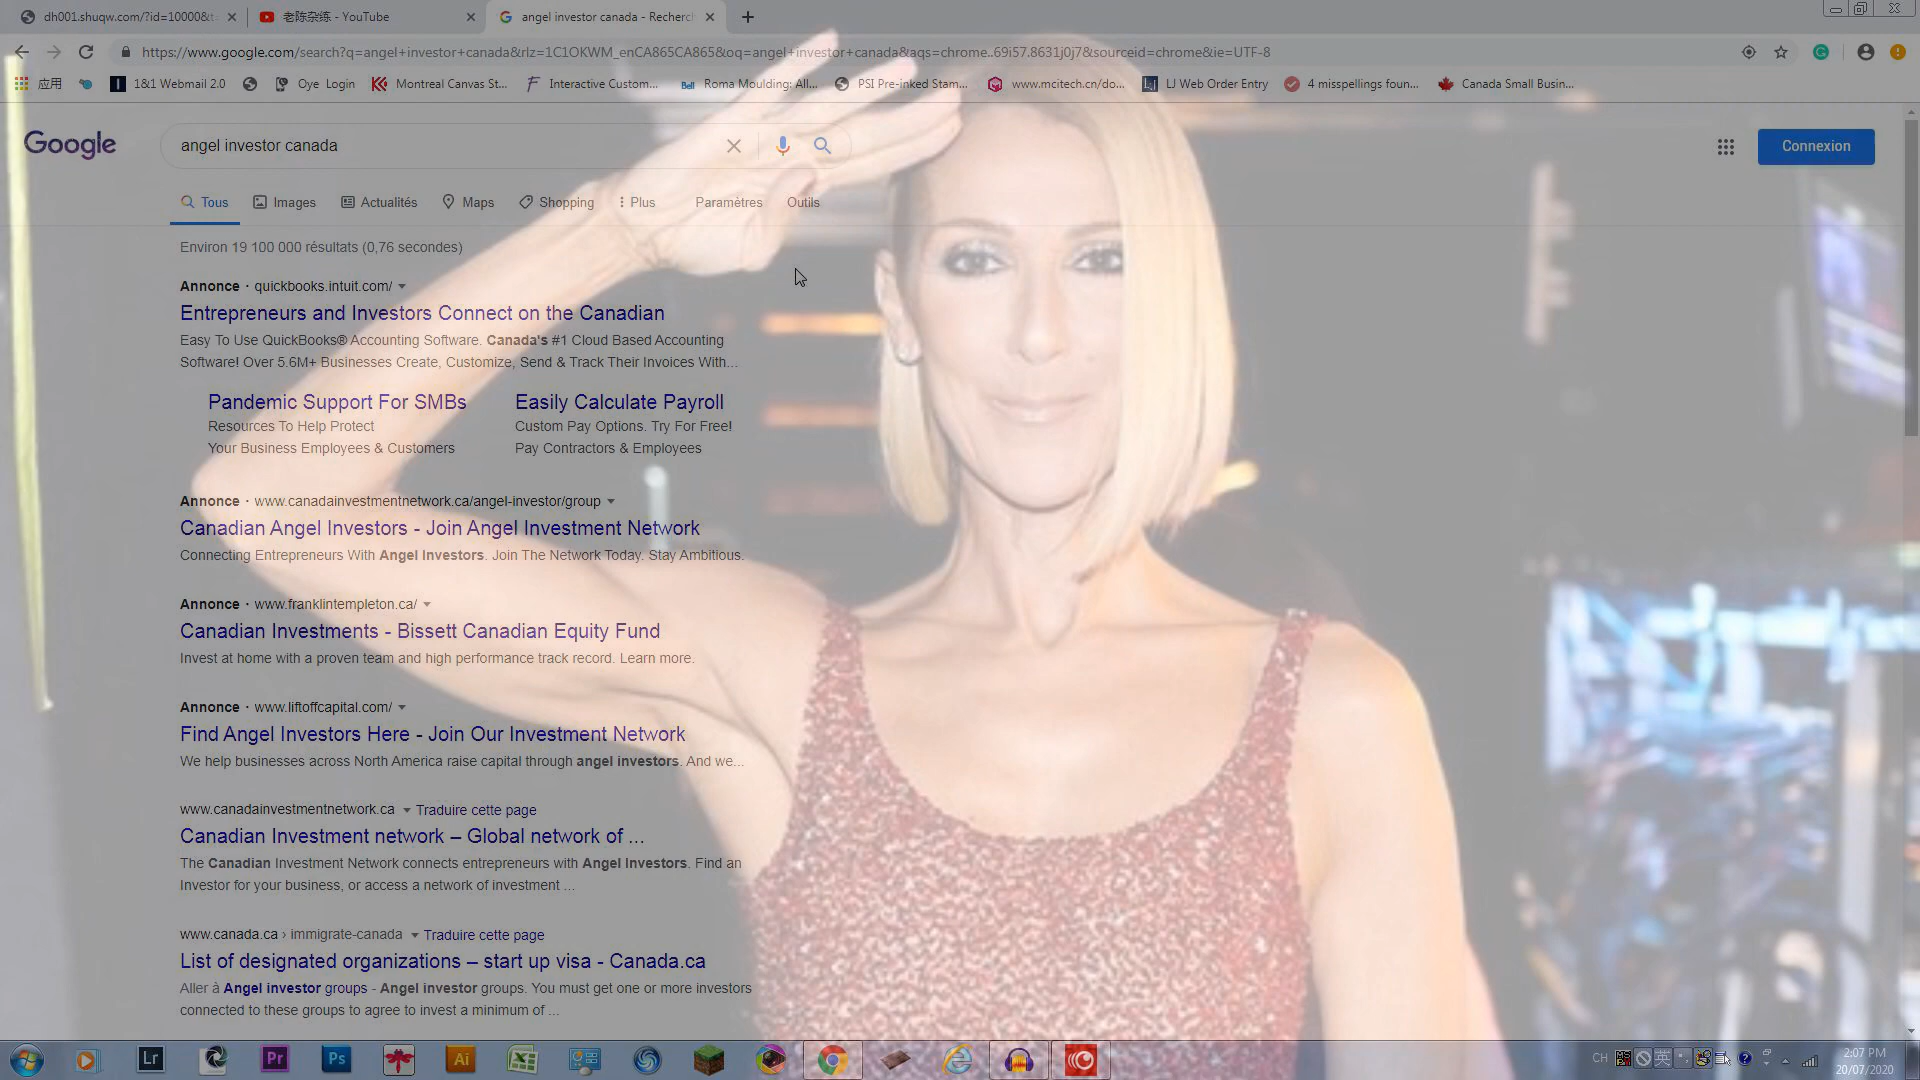 dh001.shuqw.com/?id=10000&t
老陈杂练 - YouTube
angel investor canada - Recherc
https://www.google.com/search?q=angel+investor+canada&rlz=1C1OKWM_enCA865CA865&oq=angel+investor+canada&aqs=chrome..69i57.8631j0j7&sourceid=chrome&ie=UTF-8
应用
1&1 Webmail 2.0
Oye Login
Montreal Canvas St...
Interactive Custom...
Bell
Roma Moulding: All...
PSI Pre-inked Stam...
www.mcitech.cn/do...
LJ Web Order Entry
4 misspellings foun...
Canada Small Busin...
Google
angel investor canada
Connexion
Tous
Images
Actualités
Maps
Shopping
Plus
Paramètres
Outils
Environ 19 100 000 résultats (0,76 secondes)
Annonce · quickbooks.intuit.com/
Entrepreneurs and Investors Connect on the Canadian
Easy To Use QuickBooks® Accounting Software. Canada's #1 Cloud Based Accounting
Software! Over 5.6M+ Businesses Create, Customize, Send & Track Their Invoices With...
Pandemic Support For SMBs
Resources To Help Protect
Your Business Employees & Customers
Easily Calculate Payroll
Custom Pay Options. Try For Free!
Pay Contractors & Employees
Annonce · www.canadainvestmentnetwork.ca/angel-investor/group
Canadian Angel Investors - Join Angel Investment Network
Connecting Entrepreneurs With Angel Investors. Join The Network Today. Stay Ambitious.
Annonce · www.franklintempleton.ca/
Canadian Investments - Bissett Canadian Equity Fund
Invest at home with a proven team and high performance track record. Learn more.
Annonce · www.liftoffcapital.com/
Find Angel Investors Here - Join Our Investment Network
We help businesses across North America raise capital through angel investors. And we...
www.canadainvestmentnetwork.ca
Traduire cette page
Canadian Investment network – Global network of ...
The Canadian Investment Network connects entrepreneurs with Angel Investors. Find an
Investor for your business, or access a network of investment ...
www.canada.ca › immigrate-canada
Traduire cette page
List of designated organizations – start up visa - Canada.ca
Aller à Angel investor groups - Angel investor groups. You must get one or more investors
connected to these groups to agree to invest a minimum of ...
Lr
Pr
Ps
Ai
CH
英
2:07 PM
20/07/2020